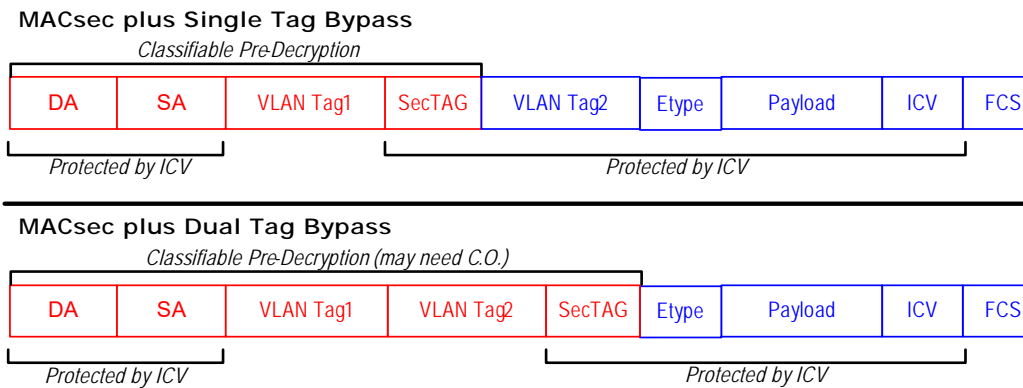 MACsec plus Single Tag Bypass
Classifiable Pre-Decryption
DA SA VLAN Tag1 SecTAG VLAN Tag2 Etype Payload ICV FCS
Protected by ICV Protected by ICV
MACsec plus Dual Tag Bypass
Classifiable Pre-Decryption (may need C.O.)
DA SA VLAN Tag1 VLAN Tag2 SecTAG Etype Payload ICV FCS
Protected by ICV Protected by ICV